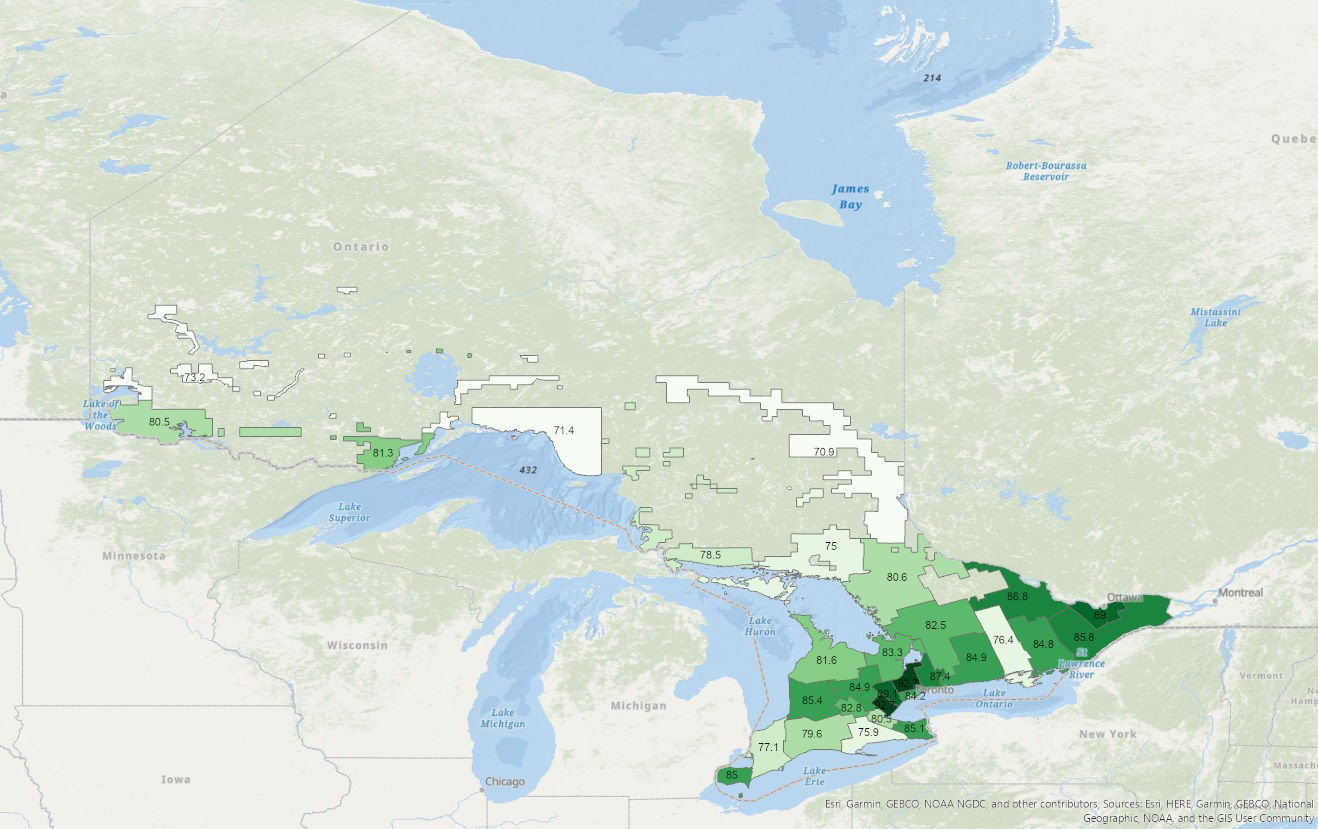 214
Quebe
Robert-Bourassa
Reservoir
James
Bay
Ontario
Mistassini
Lake
73.2
Lake of
the
Woods
80.5
81.3
71.4
432
70.9
Lake
Superior
Minnesota
78.5
75
80.6
86.8
Ottawa
Montreal
Lake
Huron
82.5
76.4
84.8
85.8
St
Lawrence
River
Wisconsin
81.6
83.3
84.9
87.4
85.4
84.9
84.2
82.8
Lake
Ontario
Vermont
Michigan
Lake
Michigan
80.5
79.6
75.9
85.1
77.1
New York
Lake
Erie
85
Iowa
Chicago
Massach
Esri, Garmin, GEBCO, NOAA NGDC, and other contributors, Sources: Esri, HERE, Garmin, GEBCO, National
Geographic, NOAA, and the GIS User Community